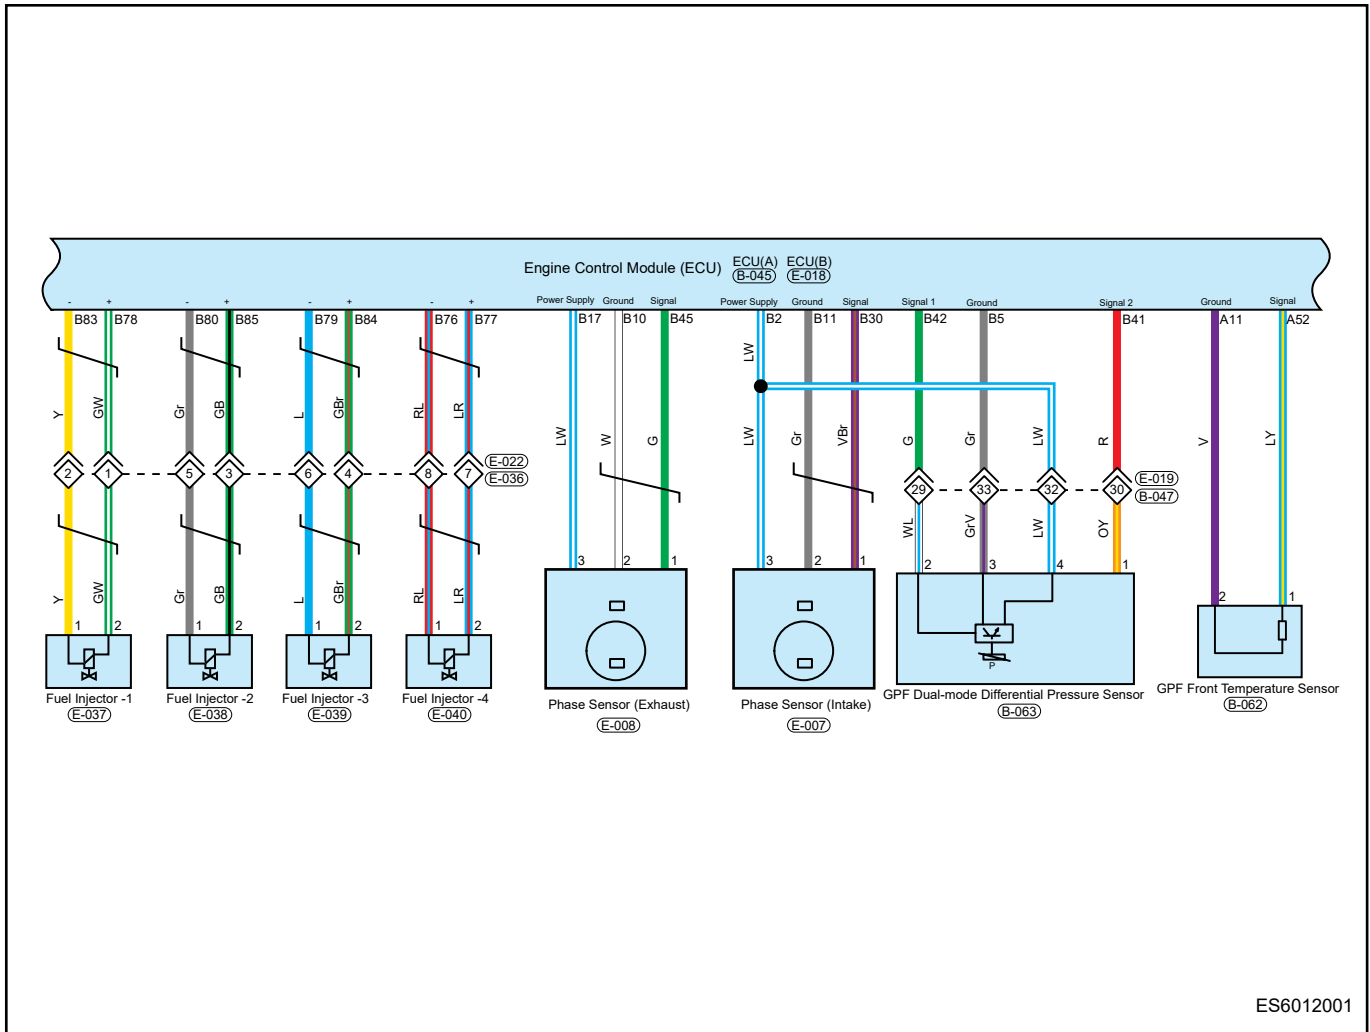 Engine Control Module (ECU)
ECU(A) ECU(B)
B-045 E-018
- + - + - + - +
Power Supply Ground Signal Power Supply Ground Signal Signal 1 Ground Signal 2 Ground Signal
B83 B78 B80 B85 B79 B84 B76 B77 B17 B10 B45 B2 B11 B30 B42 B5 B41 A11 A52
LW
Y GW Gr GB L GBr RL LR LW W G LW Gr VBr G Gr LW R V LY
2 1 5 3 6 4 8 7
E-022
E-036
29 33 32 30
E-019
B-047
WL GrV LW OY
3 2 1 3 2 1 2 3 4 1
Y GW Gr GB L GBr RL LR
2 1
1 2 1 2 1 2 1 2
P
Fuel Injector -1
E-037
Fuel Injector -2
E-038
Fuel Injector -3
E-039
Fuel Injector -4
E-040
Phase Sensor (Exhaust)
E-008
Phase Sensor (Intake)
E-007
GPF Dual-mode Differential Pressure Sensor
B-063
GPF Front Temperature Sensor
B-062
ES6012001